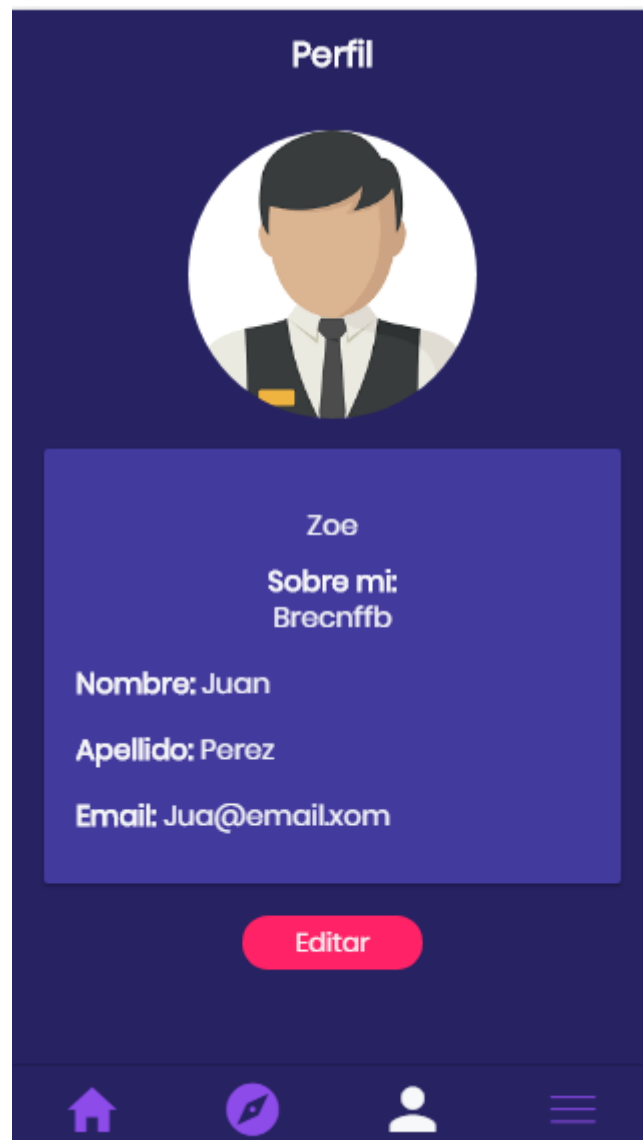 Perfil
Zoe
Sobre mi:
Brecnffb
Nombre: Juan
Apellido: Perez
Email: Jua@email.xom
Editar